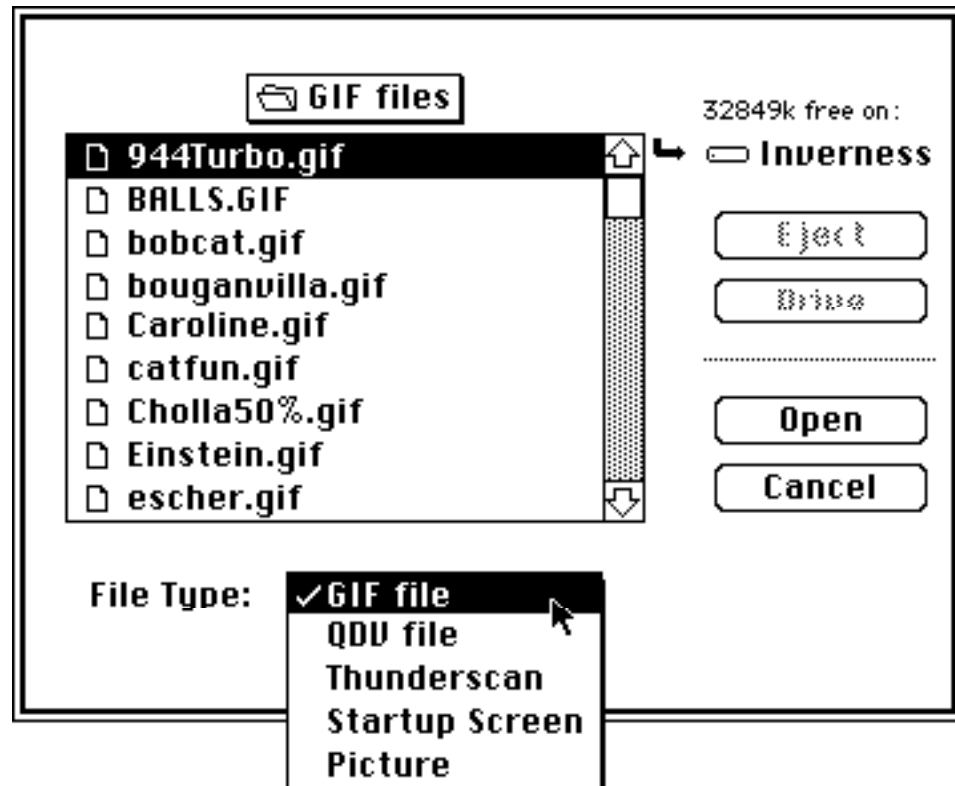 GIF files
32849k free on:
Inverness
944Turbo.gif
BALLS.GIF
bobcat.gif
bouganvilla.gif
Caroline.gif
catfun.gif
Cholla50%.gif
Einstein.gif
escher.gif
Eject
Drive
Open
Cancel
File Type:
GIF file
QDV file
Thunderscan
Startup Screen
Picture